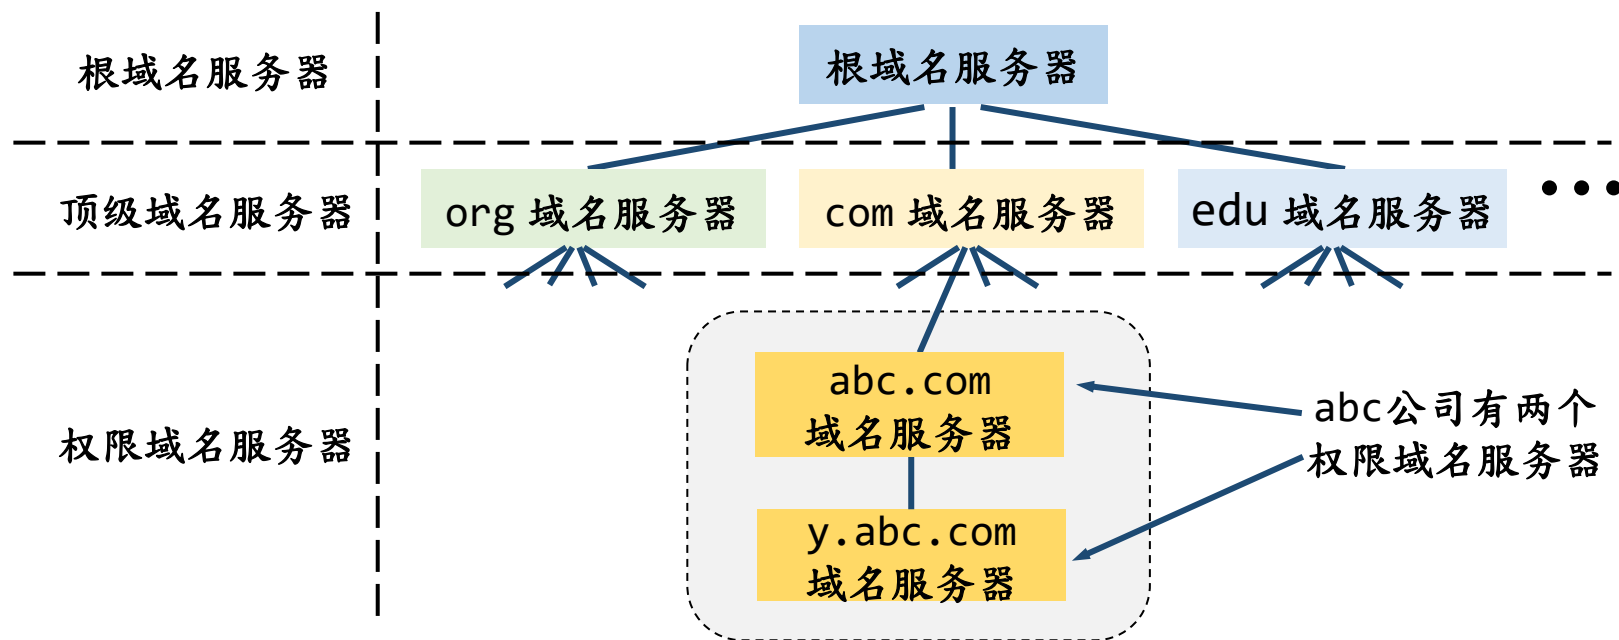 根域名服务器
根域名服务器
顶级域名服务器
org 域名服务器
com 域名服务器
edu 域名服务器
•••
权限域名服务器
abc.com
域名服务器
y.abc.com
域名服务器
abc公司有两个
权限域名服务器